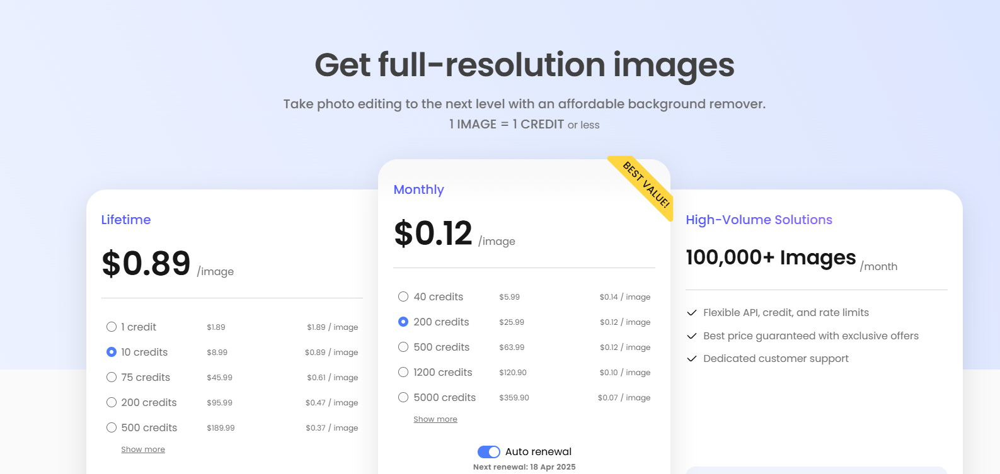 Get full-resolution images
Take photo editing to the next level with an affordable background remover.
1 IMAGE = 1 CREDIT or less
Lifetime
$0.89 /image
1 credit $1.89 $1.89 / image
10 credits $8.99 $0.89 / image
75 credits $45.99 $0.61 / image
200 credits $95.99 $0.47 / image
500 credits $189.99 $0.37 / image
Show more
BEST VALUE!
Monthly
$0.12 /image
40 credits $5.99 $0.14 / image
200 credits $25.99 $0.12 / image
500 credits $63.99 $0.12 / image
1200 credits $120.90 $0.10 / image
5000 credits $359.90 $0.07 / image
Show more
Auto renewal
Next renewal: 18 Apr 2025
High-Volume Solutions
100,000+ Images /month
Flexible API, credit, and rate limits
Best price guaranteed with exclusive offers
Dedicated customer support